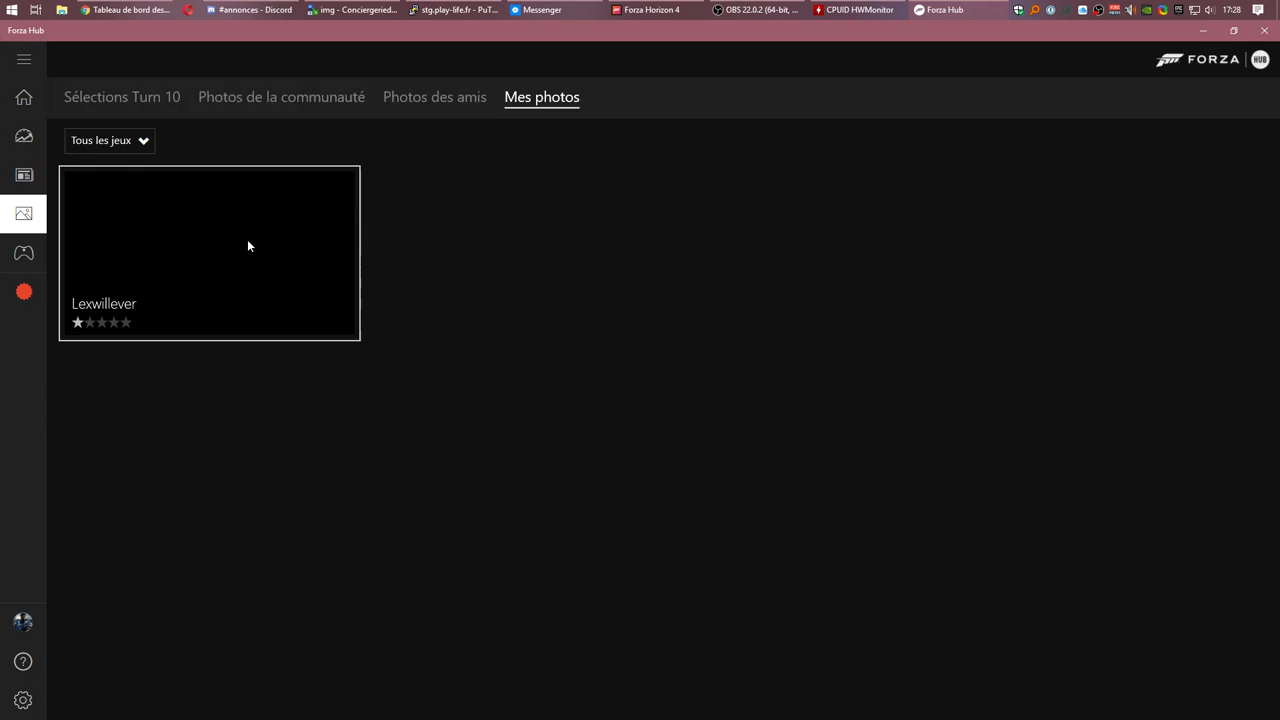 Tableau de bord des...
#annonces - Discord
img - Conciergeried...
stg.play-life.fr - PuT...
Messenger
Forza Horizon 4
OBS 22.0.2 (64-bit, ...
CPUID HWMonitor
Forza Hub
17:28
Forza Hub
FORZA HUB
Sélections Turn 10
Photos de la communauté
Photos des amis
Mes photos
Tous les jeux
Lexwillever